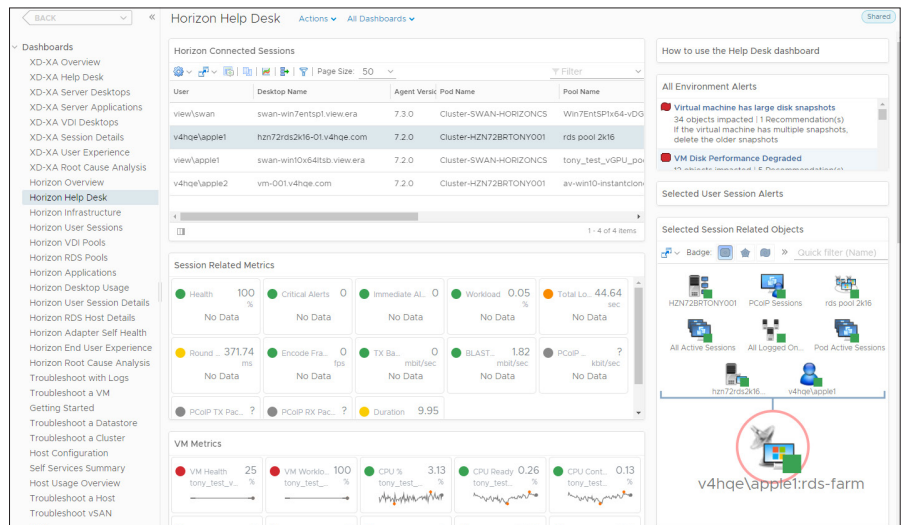 BACK
Horizon Help Desk
Actions
All Dashboards
Shared
Dashboards
XD-XA Overview
XD-XA Help Desk
XD-XA Server Desktops
XD-XA Server Applications
XD-XA VDI Desktops
XD-XA Session Details
XD-XA User Experience
XD-XA Root Cause Analysis
Horizon Overview
Horizon Help Desk
Horizon Infrastructure
Horizon User Sessions
Horizon VDI Pools
Horizon RDS Pools
Horizon Applications
Horizon Desktop Usage
Horizon User Session Details
Horizon RDS Host Details
Horizon Adapter Self Health
Horizon End User Experience
Horizon Root Cause Analysis
Troubleshoot with Logs
Troubleshoot a VM
Getting Started
Troubleshoot a Datastore
Troubleshoot a Cluster
Host Configuration
Self Services Summary
Host Usage Overview
Troubleshoot a Host
Troubleshoot vSAN
Horizon Connected Sessions
Page Size: 50
Filter
User Desktop Name Agent Versic Pod Name Pool Name
view\swan swan-win7entsp1.view.era 7.3.0 Cluster-SWAN-HORIZONCS Win7EntSP1x64-vDG
v4hqe\apple1 hzn72rds2k16-01.v4hqe.com 7.2.0 Cluster-HZN72BRTONY001 rds pool 2k16
view\apple1 swan-win10x64ltsb.view.era 7.2.0 Cluster-SWAN-HORIZONCS tony_test_vGPU_poo
v4hqe\apple2 vm-001.v4hqe.com 7.2.0 Cluster-HZN72BRTONY001 av-win10-instantclone
1 - 4 of 4 items
Session Related Metrics
Health 100 %
No Data
Critical Alerts 0
No Data
Immediate Al... 0
No Data
Workload 0.05 %
No Data
Total Lo... 44.64 sec
No Data
Round ... 371.74 ms
No Data
Encode Fra... 0 fps
No Data
TX Ba... 0 mbit/sec
No Data
BLAST... 1.82 mbit/sec
No Data
PCoIP ... ? kbit/sec
No Data
PCoIP TX Pac... ?
PCoIP RX Pac... ?
Duration 9.95
VM Metrics
VM Health 25
tony_test_v... %
VM Worklo... 100
tony_test_... %
CPU % 3.13
tony_test_... %
CPU Ready 0.26
tony_test_... %
CPU Cont... 0.13
tony_test_... %
How to use the Help Desk dashboard
All Environment Alerts
Virtual machine has large disk snapshots
34 objects impacted | 1 Recommendation(s)
If the virtual machine has multiple snapshots,
delete the older snapshots
VM Disk Performance Degraded
12 objects impacted | 5 Recommendation(s)
Selected User Session Alerts
Selected Session Related Objects
Badge:
Quick filter (Name)
HZN72BRTONY001 PCoIP Sessions rds pool 2k16
All Active Sessions All Logged On... Pod Active Sessions
hzn72rds2k16... v4hqe\apple1
v4hqe\apple1:rds-farm